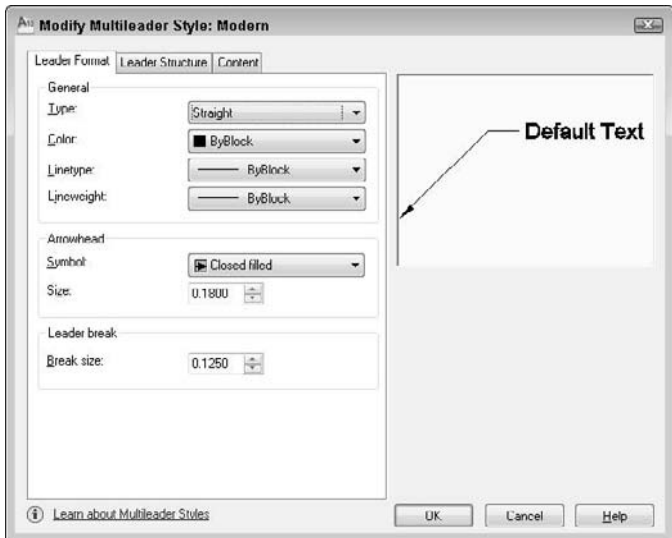 Modify Multileader Style: Modern
Leader Format Leader Structure Content
General
Type: Straight
Color: ByBlock
Linetype: ByBlock
Lineweight: ByBlock
Arrowhead
Symbol: Closed filled
Size: 0.1800
Leader break
Break size: 0.1250
Default Text
Learn about Multileader Styles
OK Cancel Help